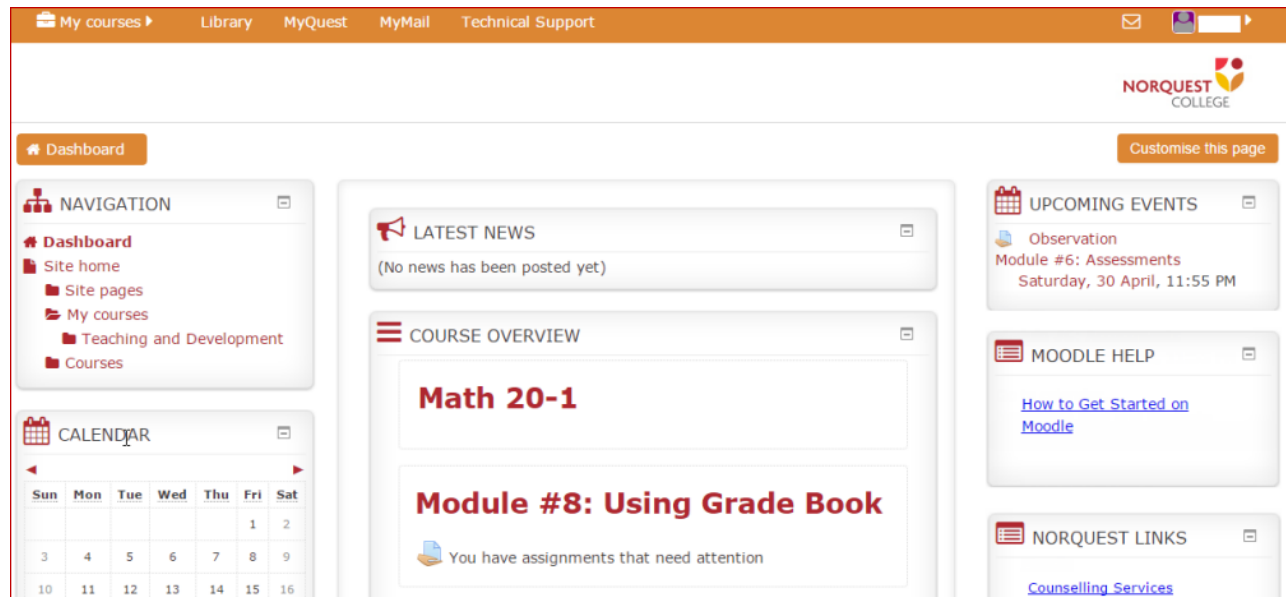 My courses
Library
MyQuest
MyMail
Technical Support
NORQUEST
COLLEGE
Dashboard
Customise this page
NAVIGATION
Dashboard
Site home
Site pages
My courses
Teaching and Development
Courses
CALENDAR
Sun Mon Tue Wed Thu Fri Sat
1 2
3 4 5 6 7 8 9
10 11 12 13 14 15 16
LATEST NEWS
(No news has been posted yet)
COURSE OVERVIEW
Math 20-1
Module #8: Using Grade Book
You have assignments that need attention
UPCOMING EVENTS
Observation
Module #6: Assessments
Saturday, 30 April, 11:55 PM
MOODLE HELP
How to Get Started on
Moodle
NORQUEST LINKS
Counselling Services